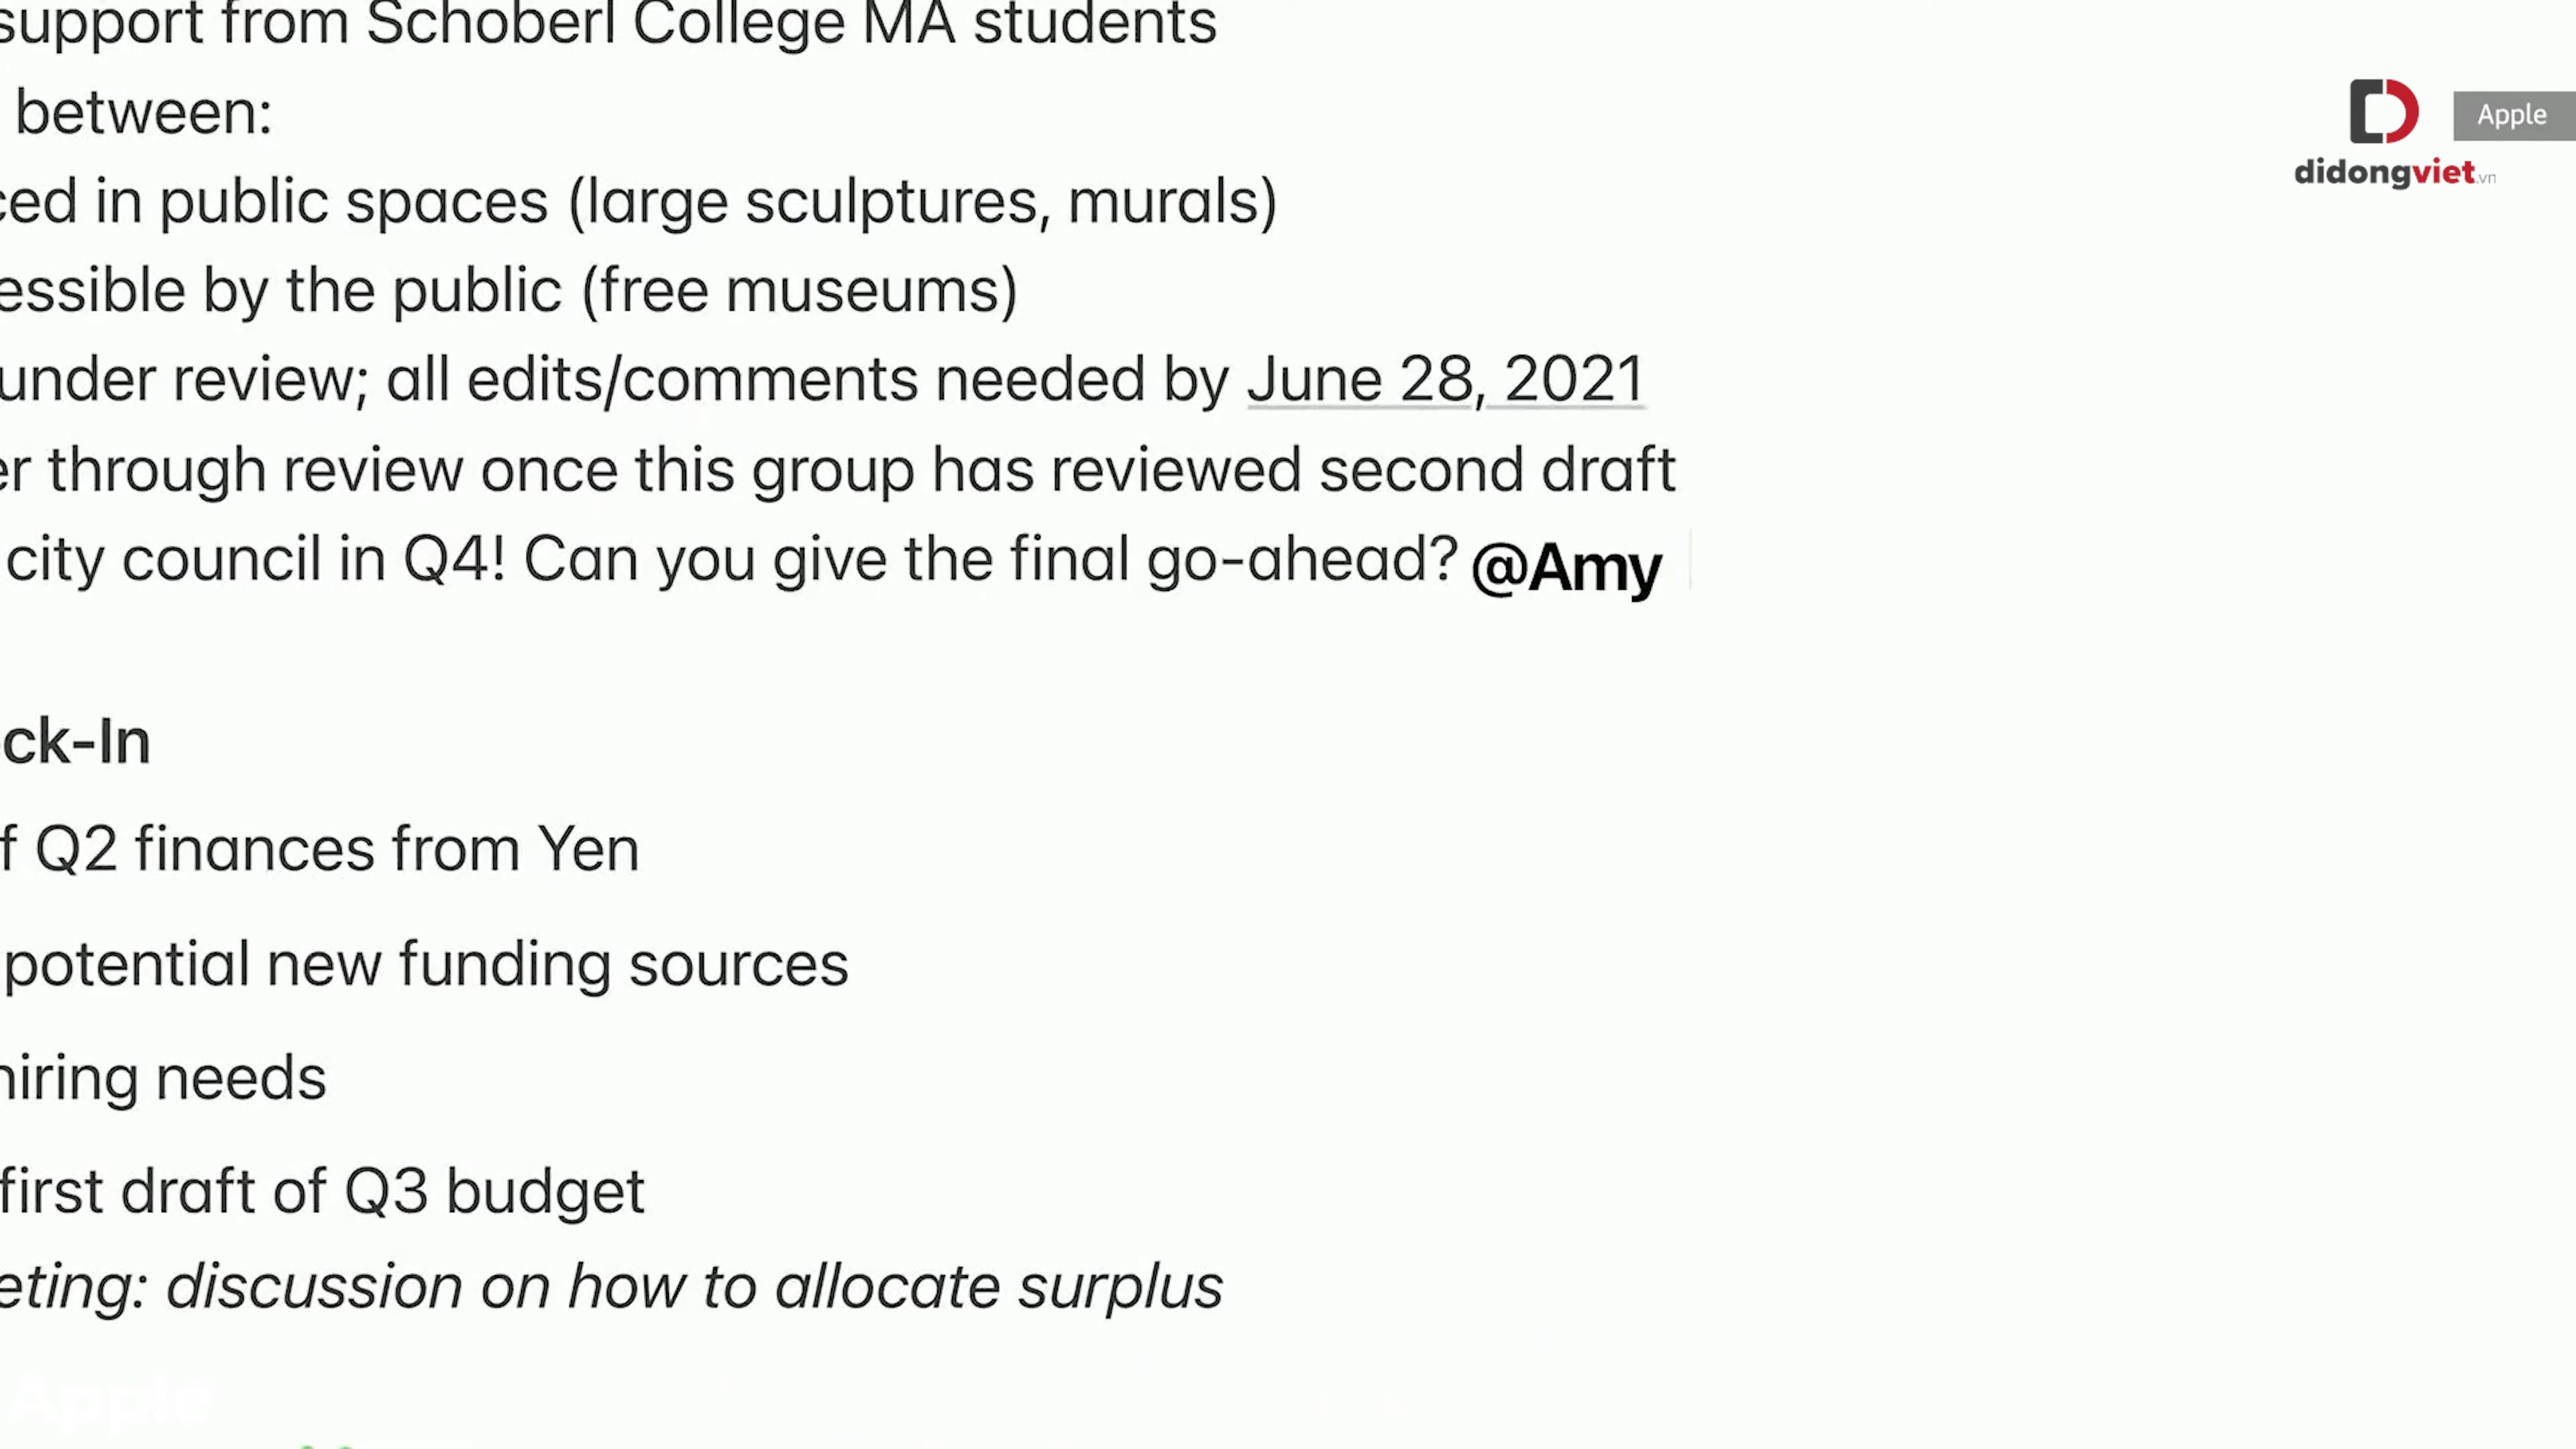 support from Schoberl College MA students
between:
in public spaces (large sculptures, murals)
by the public (free museums)
under review; all edits/comments needed by June 28, 2021
through review once this group has reviewed second draft
city council in Q4! Can you give the final go-ahead? @Amy
ck-In
Q2 finances from Yen
potential new funding sources
hiring needs
first draft of Q3 budget
eting: discussion on how to allocate surplus
Apple
didongviet.vn
Apple